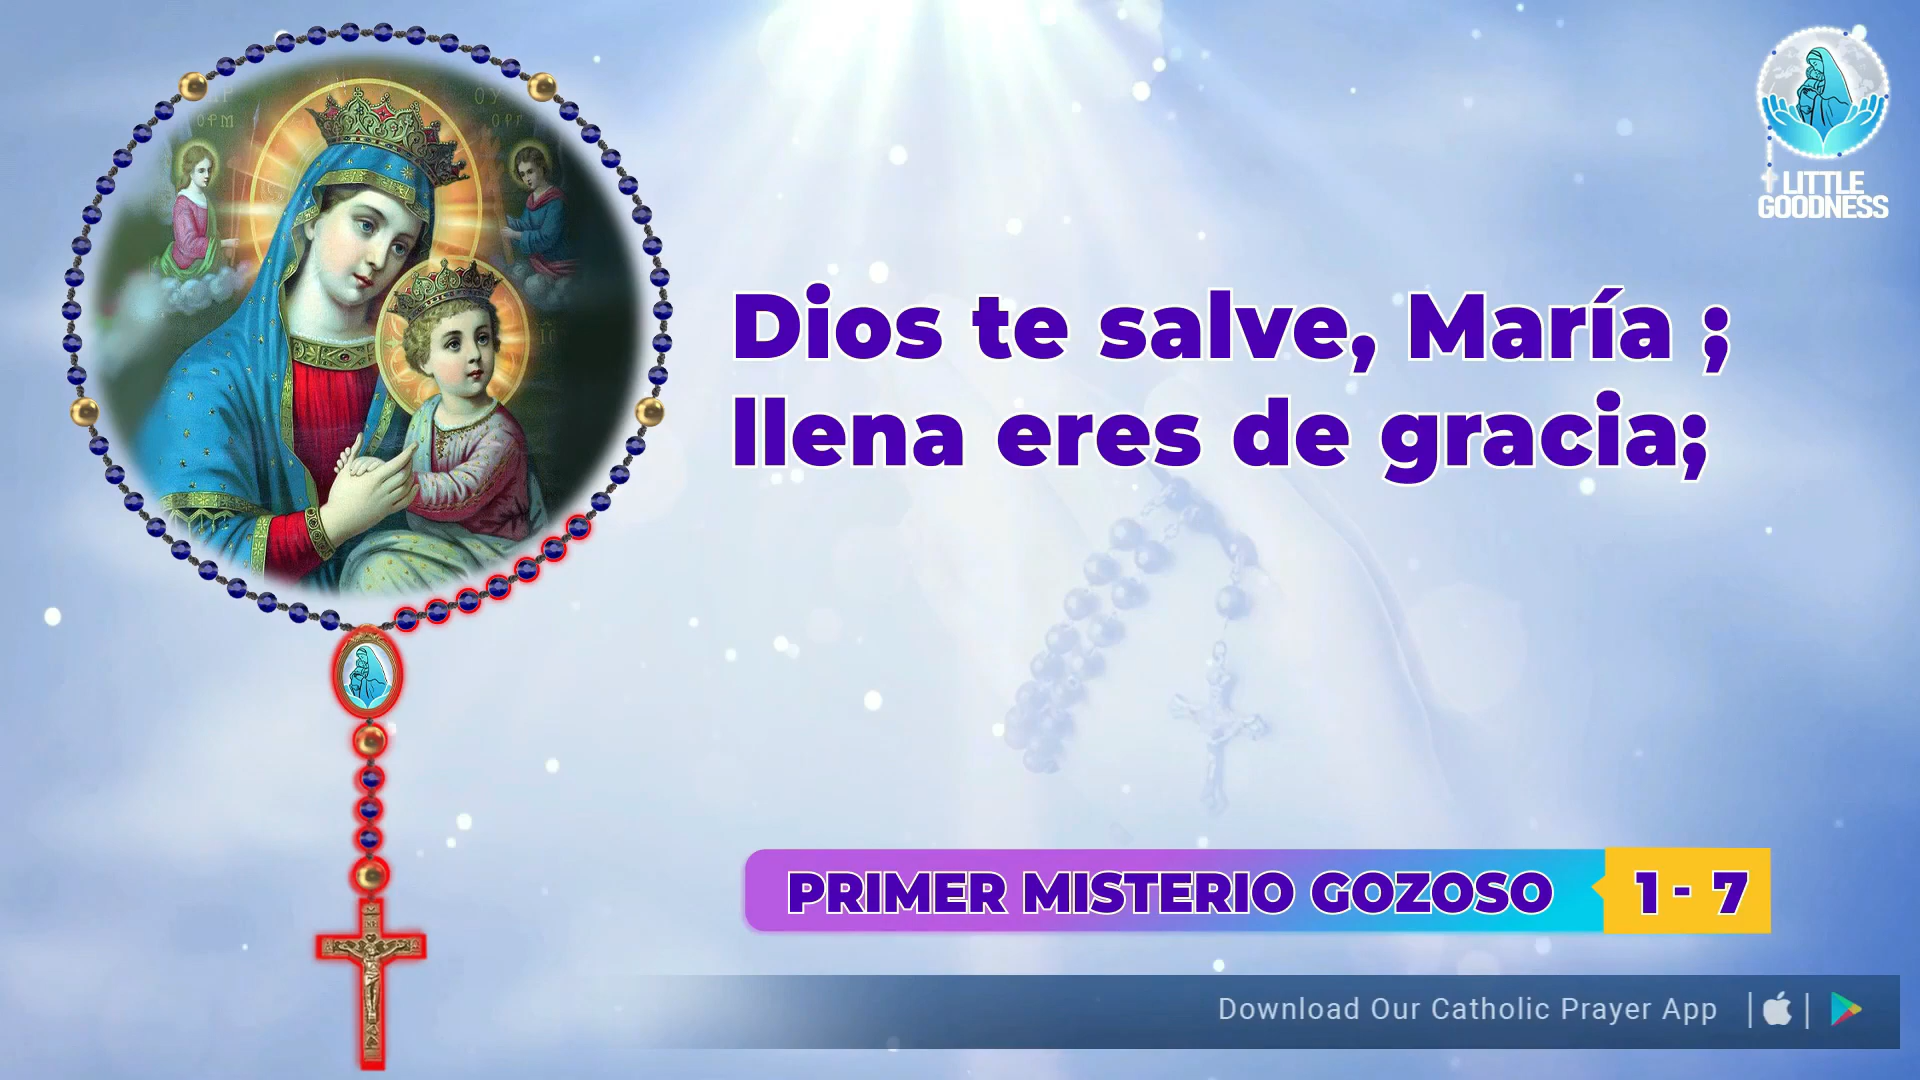 LITTLE
GOODNESS
Dios te salve, María ;
llena eres de gracia;
PRIMER MISTERIO GOZOSO 1 - 7
Download Our Catholic Prayer App